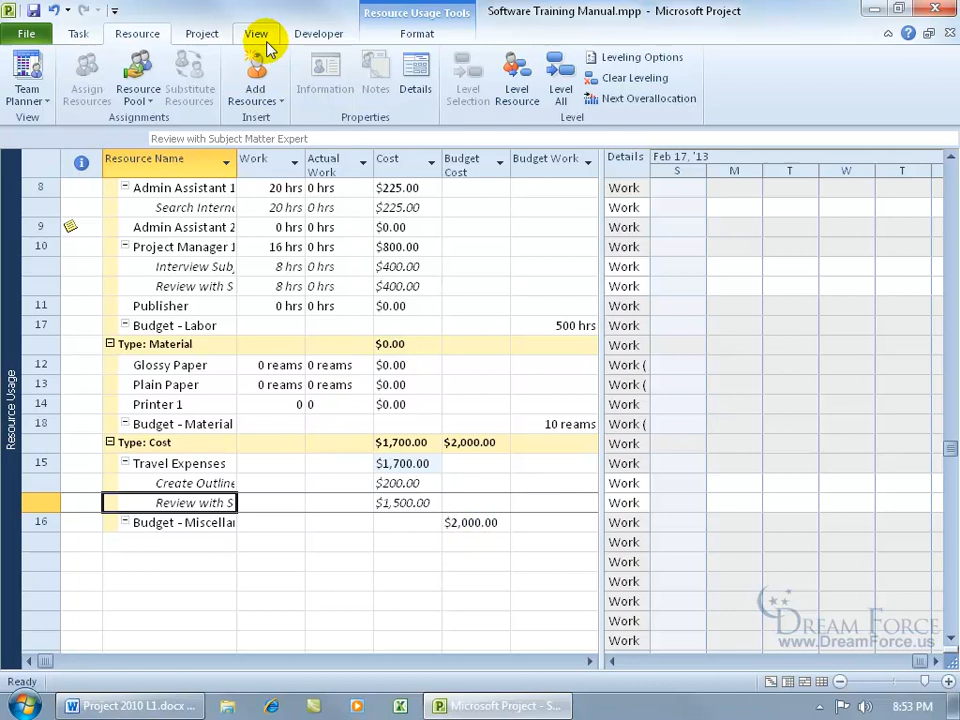 Resource Usage Tools
Software Training Manual.mpp - Microsoft Project
File Task Resource Project View Developer Format
Team Planner
Assign Resources
Resource Pool
Substitute Resources
Add Resources
Information
Notes
Details
Level Selection
Level Resource
Level All
Leveling Options
Clear Leveling
Next Overallocation
View Assignments Insert Properties Level
Review with Subject Matter Expert
Resource Name Work Actual Work Cost Budget Cost Budget Work Details Feb 17, '13
S M T W T
8 Admin Assistant 1 20 hrs 0 hrs $225.00 Work
Search Intern 20 hrs 0 hrs $225.00 Work
9 Admin Assistant 2 0 hrs 0 hrs $0.00 Work
10 Project Manager 1 16 hrs 0 hrs $800.00 Work
Interview Sub 8 hrs 0 hrs $400.00 Work
Review with S 8 hrs 0 hrs $400.00 Work
11 Publisher 0 hrs 0 hrs $0.00 Work
17 Budget - Labor 500 hrs Work
Type: Material $0.00 Work
12 Glossy Paper 0 reams 0 reams $0.00 Work (
13 Plain Paper 0 reams 0 reams $0.00 Work (
14 Printer 1 0 0 $0.00 Work (
18 Budget - Material 10 reams Work (
Type: Cost $1,700.00 $2,000.00 Work
15 Travel Expenses $1,700.00 Work
Create Outline $200.00 Work
Review with S $1,500.00 Work
16 Budget - Miscella $2,000.00 Work
Work
Work
Work
Work
Work
Work
Resource Usage
Dream Force
www.DreamForce.us
Ready
Project 2010 L1.docx ...
Microsoft Project - S...
8:53 PM